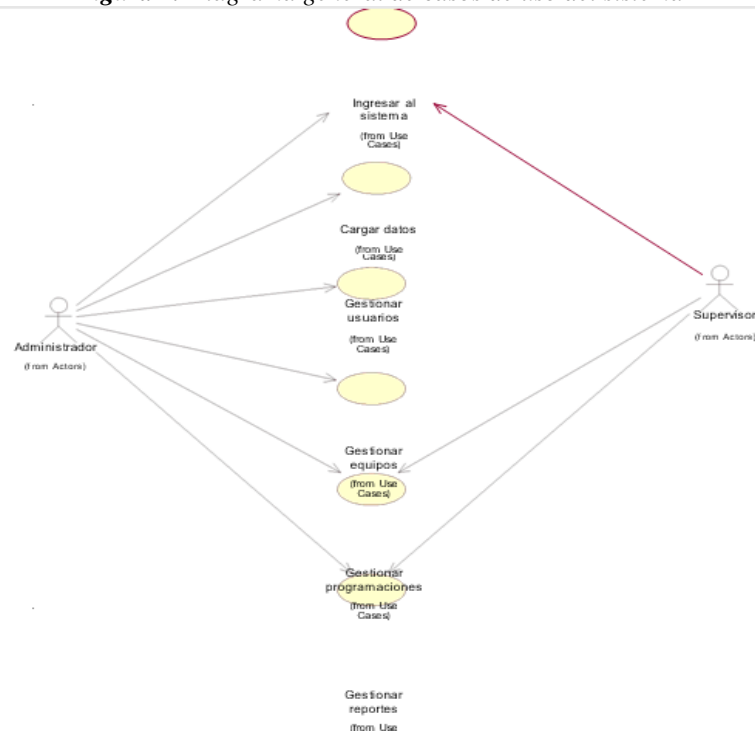 Ingresar al
sistema
(from Use
Cases)
Cargar datos
(from Use
Cases)
Gestionar
usuarios
(from Use
Cases)
Administrador
(from Actors)
Supervisor
(from Actors)
Gestionar
equipos
(from Use
Cases)
Gestionar
programaciones
(from Use
Cases)
Gestionar
reportes
(from Use